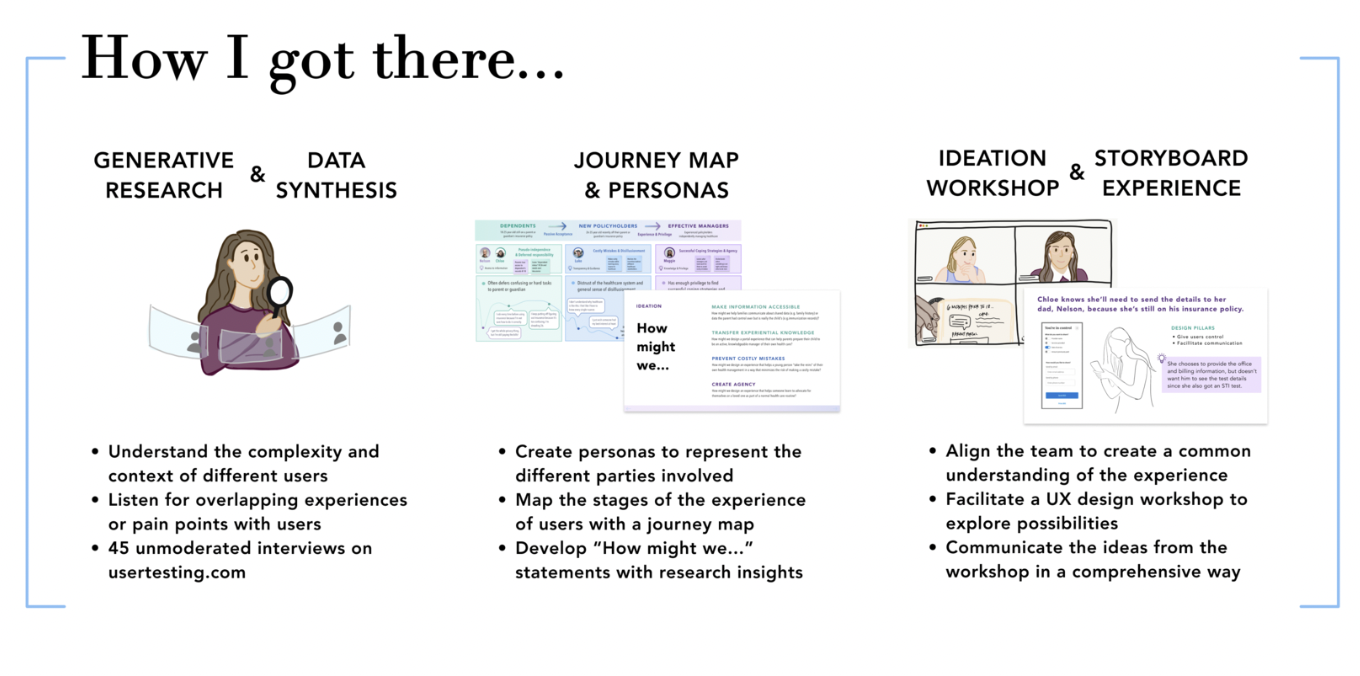 How I got there...
GENERATIVE
RESEARCH
&
DATA
SYNTHESIS
JOURNEY MAP
& PERSONAS
IDEATION
WORKSHOP
&
STORYBOARD
EXPERIENCE
DEPENDENTS
NEW POLICYHOLDERS
EFFECTIVE MANAGERS
Often defers confusing or hard tasks
to parent or guardian
Distrust of the healthcare system and
general sense of
Has enough privilege to find
IDEATION
How
might
we...
MAKE INFORMATION ACCESSIBLE
TRANSFER EXPERIENTIAL KNOWLEDGE
PREVENT COSTLY MISTAKES
CREATE AGENCY
Chloe knows she'll need to send the details to her
dad, Nelson, because she's still on his insurance policy.
DESIGN PILLARS
• Give users control
• Facilitate communication
She chooses to provide the office
and billing information, but doesn't
want him to see the test details
since she also got an STI test.
• Understand the complexity and
context of different users
• Listen for overlapping experiences
or pain points with users
• 45 unmoderated interviews on
usertesting.com
• Create personas to represent the
different parties involved
• Map the stages of the experience
of users with a journey map
• Develop “How might we...”
statements with research insights
• Align the team to create a common
understanding of the experience
• Facilitate a UX design workshop to
explore possibilities
• Communicate the ideas from the
workshop in a comprehensive way